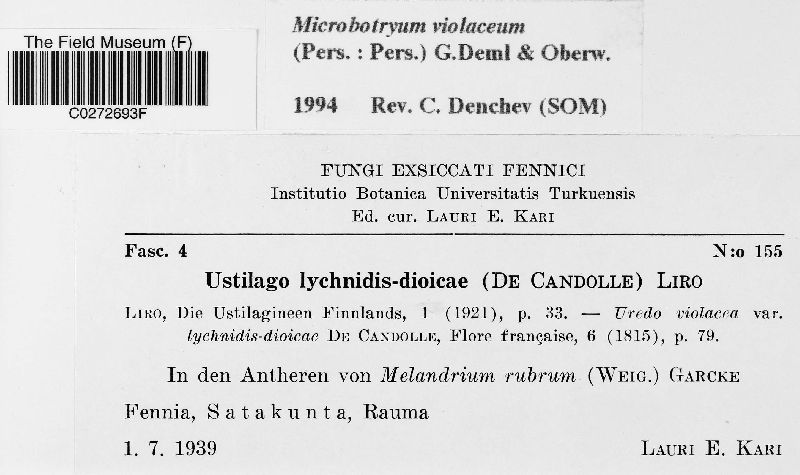 The Field Museum (F)
C0272693F
Microbotryum violaceum
(Pers. : Pers.) G.Deml & Oberw.
1994 Rev. C. Denchev (SOM)
FUNGI EXSICCATI FENNICI
Institutio Botanica Universitatis Turkuensis
Ed. cur. LAURI E. KARI
Fasc. 4 N:o 155
Ustilago lychnidis-dioicae (DE CANDOLLE) LIRO
LIRO, Die Ustilagineen Finnlands, 1 (1921), p. 33. — Uredo violacea var.
lychnidis-dioicae DE CANDOLLE, Flore française, 6 (1815), p. 79.
In den Antheren von Melandrium rubrum (WEIG.) GARCKE
Fennia, Satakunta, Rauma
1. 7. 1939 LAURI E. KARI